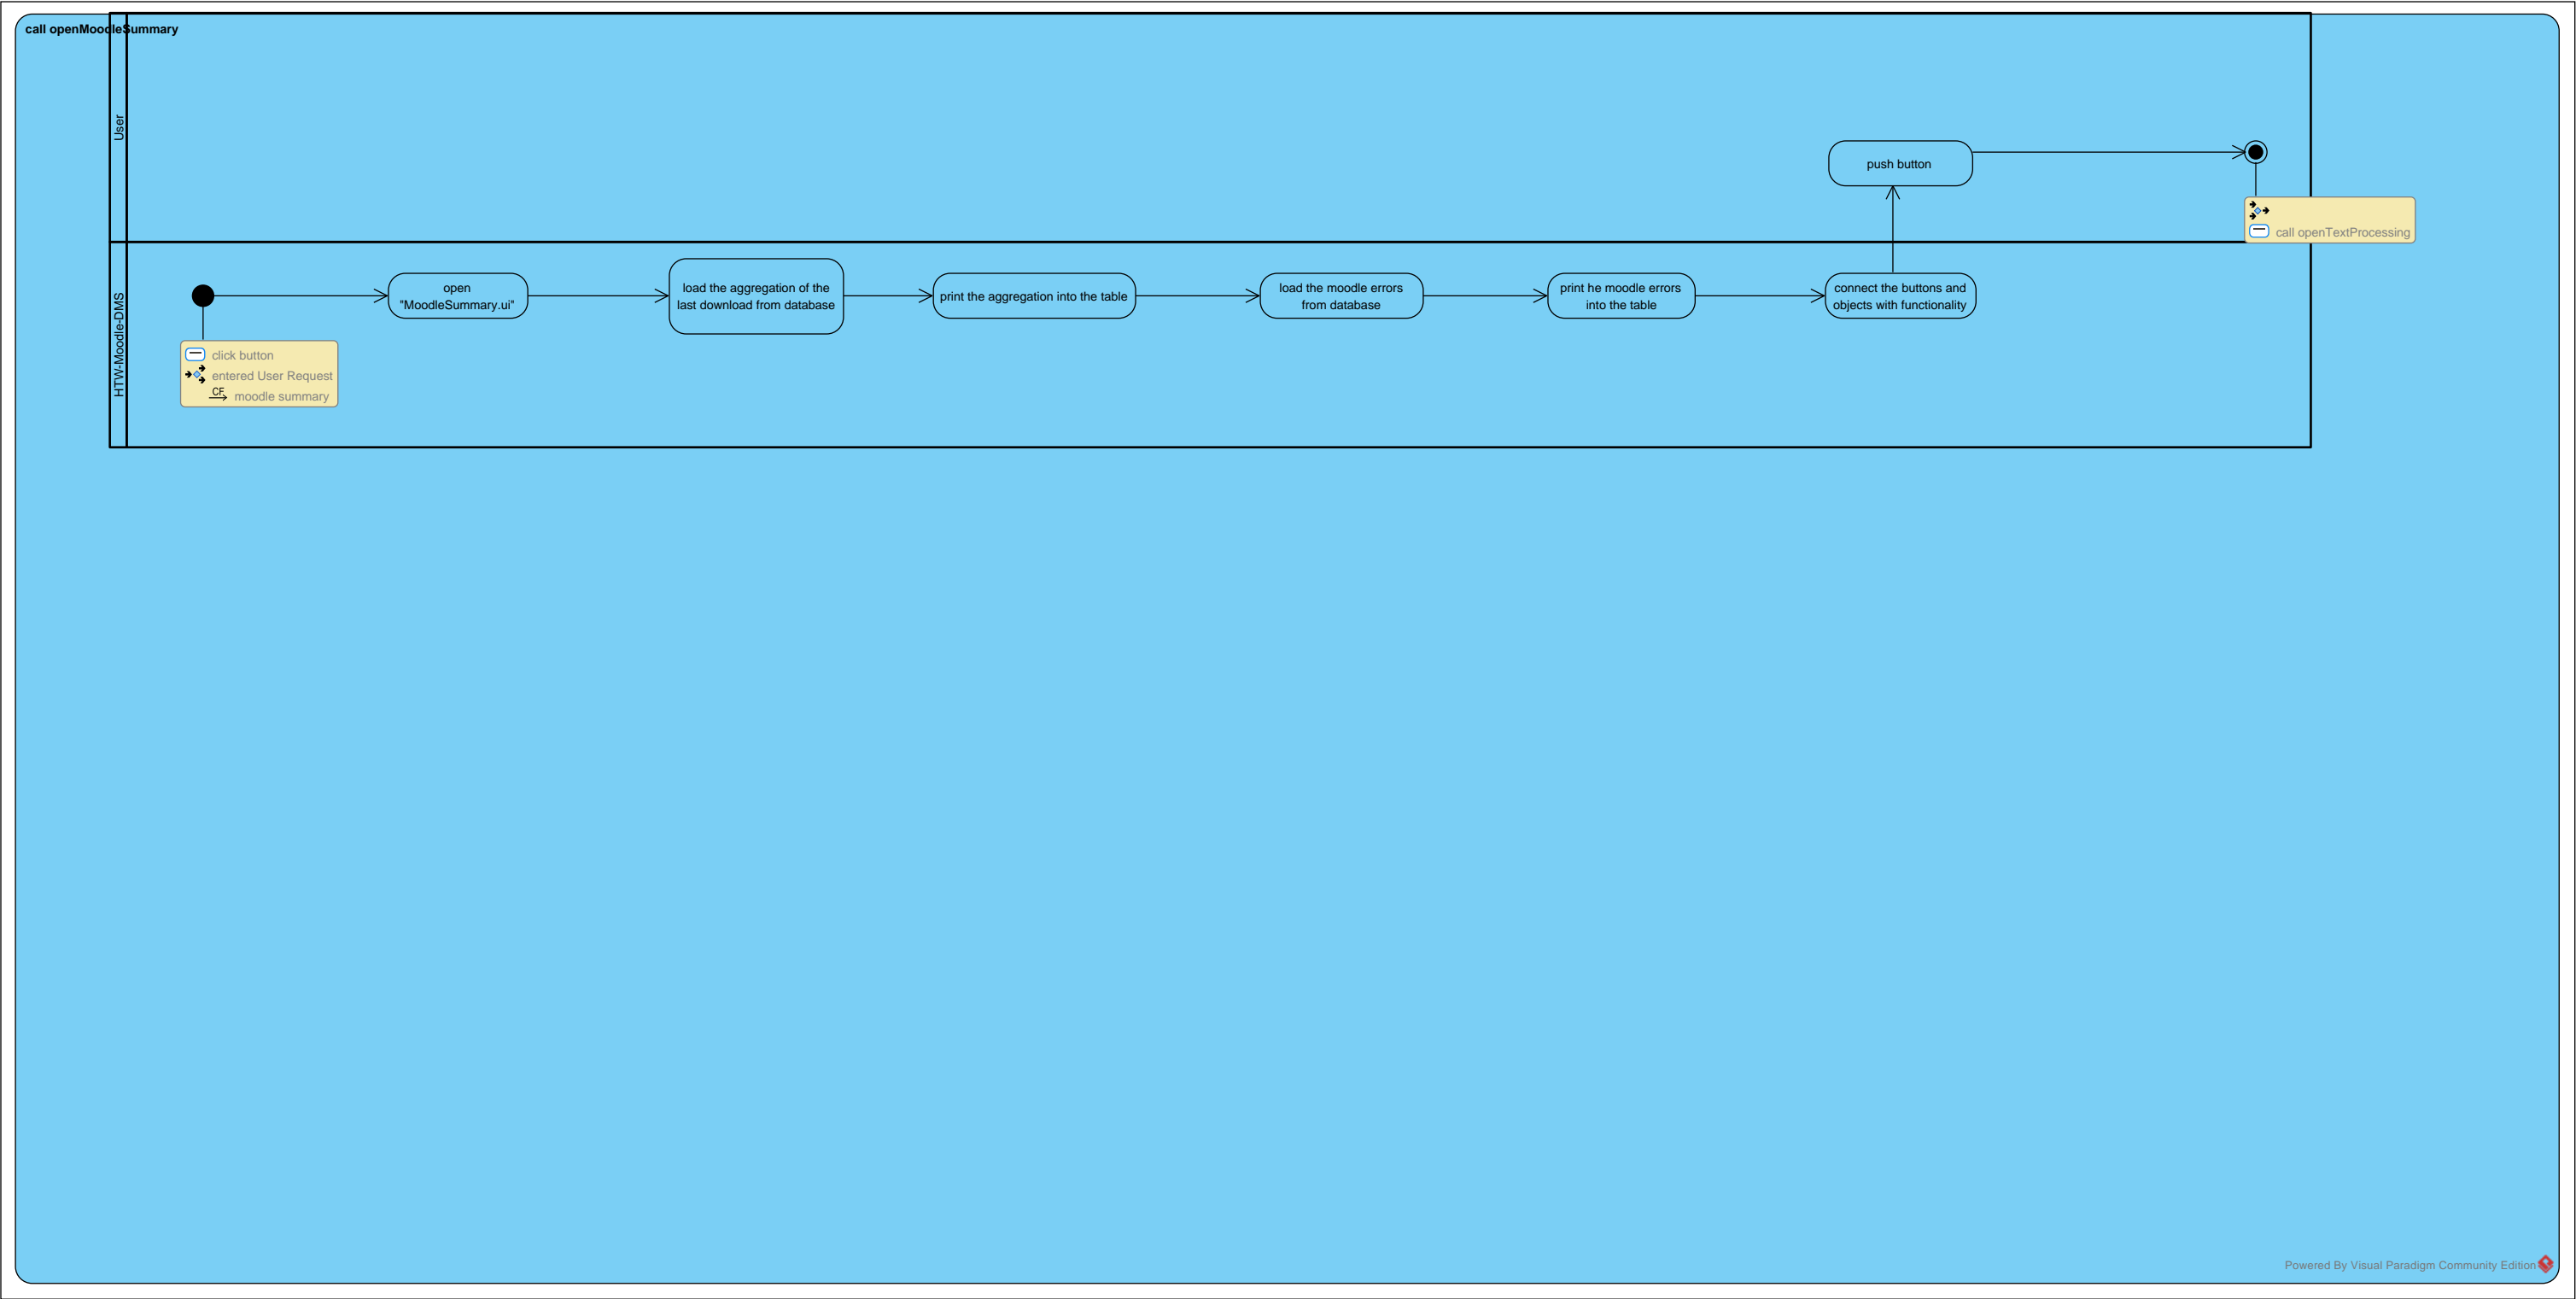 call openMoodleSummary
User
push button
call openTextProcessing
HTW-Moodle-DMS
open
"MoodleSummary.ui"
load the aggregation of the
last download from database
print the aggregation into the table
load the moodle errors
from database
print he moodle errors
into the table
connect the buttons and
objects with functionality
click button
entered User Request
CF moodle summary
Powered By Visual Paradigm Community Edition